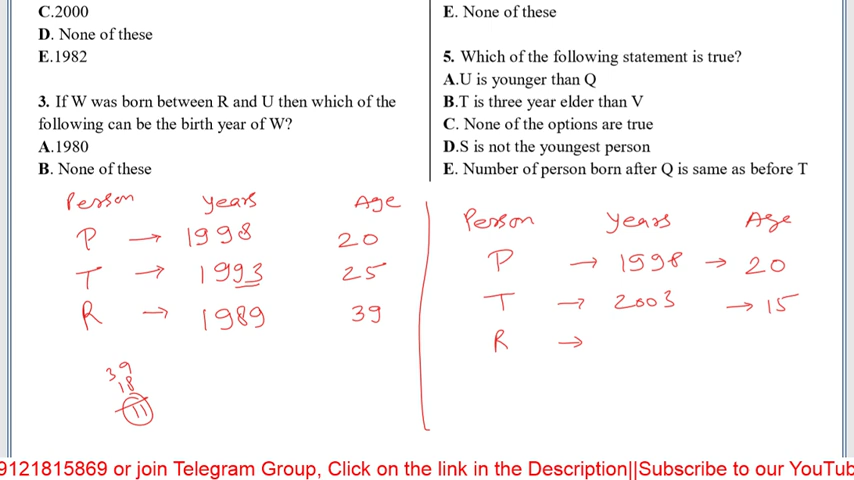 C.2000
D. None of these
E.1982
3. If W was born between R and U then which of the
following can be the birth year of W?
A.1980
B. None of these
E. None of these
5. Which of the following statement is true?
A.U is younger than Q
B.T is three year elder than V
C. None of the options are true
D.S is not the youngest person
E. Number of person born after Q is same as before T
Person years Age
P → 1998 20
T → 1993 25
R → 1989 39
39
18
11
Person years Age
P → 1998 → 20
T → 2003 → 15
R →
9121815869 or join Telegram Group, Click on the link in the Description||Subscribe to our YouTub